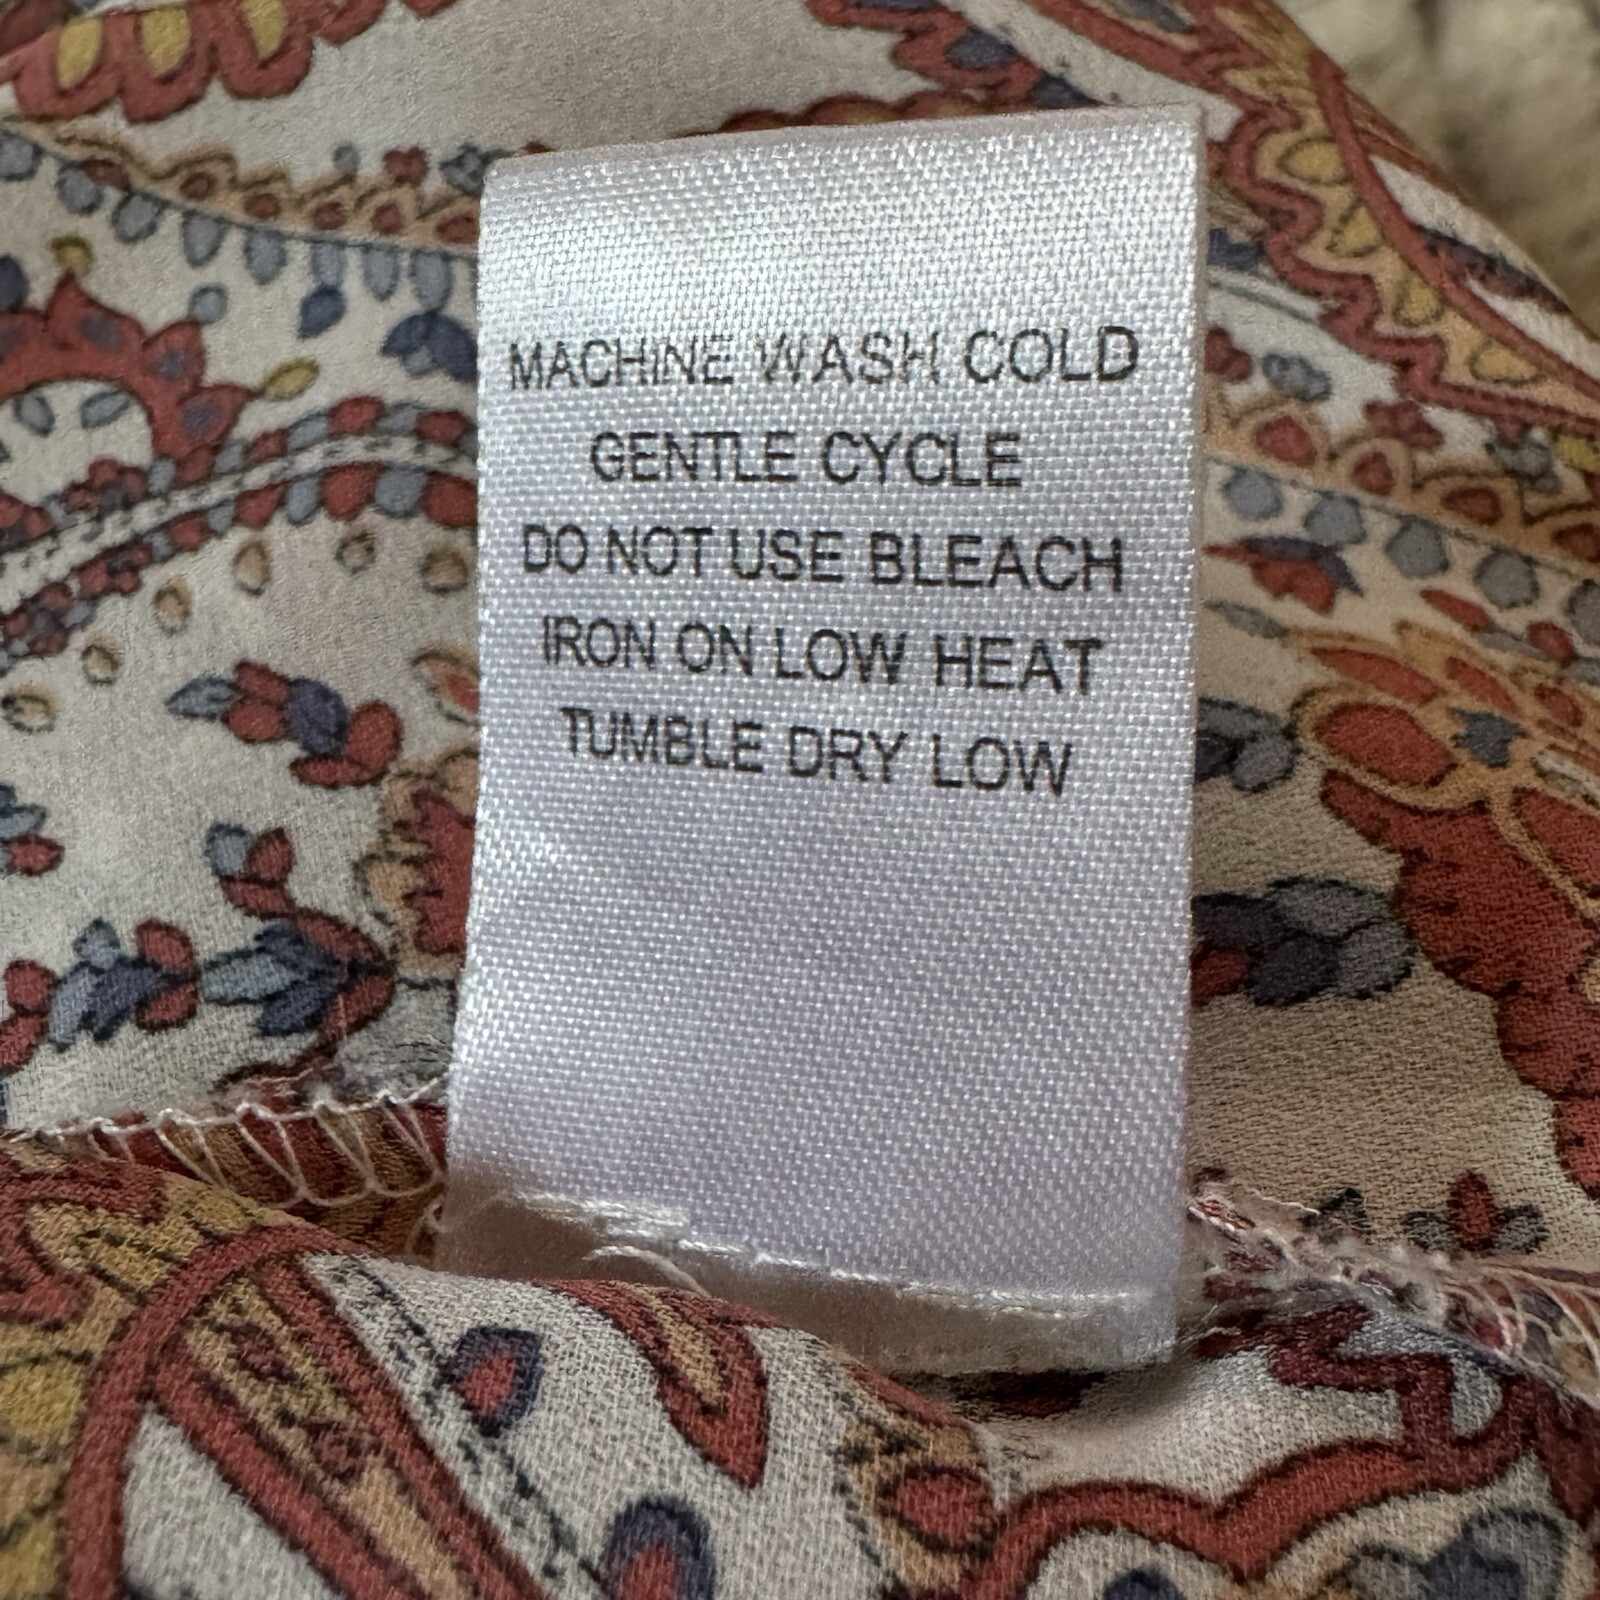 MACHINE WASH COLD
GENTLE CYCLE
DO NOT USE BLEACH
IRON ON LOW HEAT
TUMBLE DRY LOW